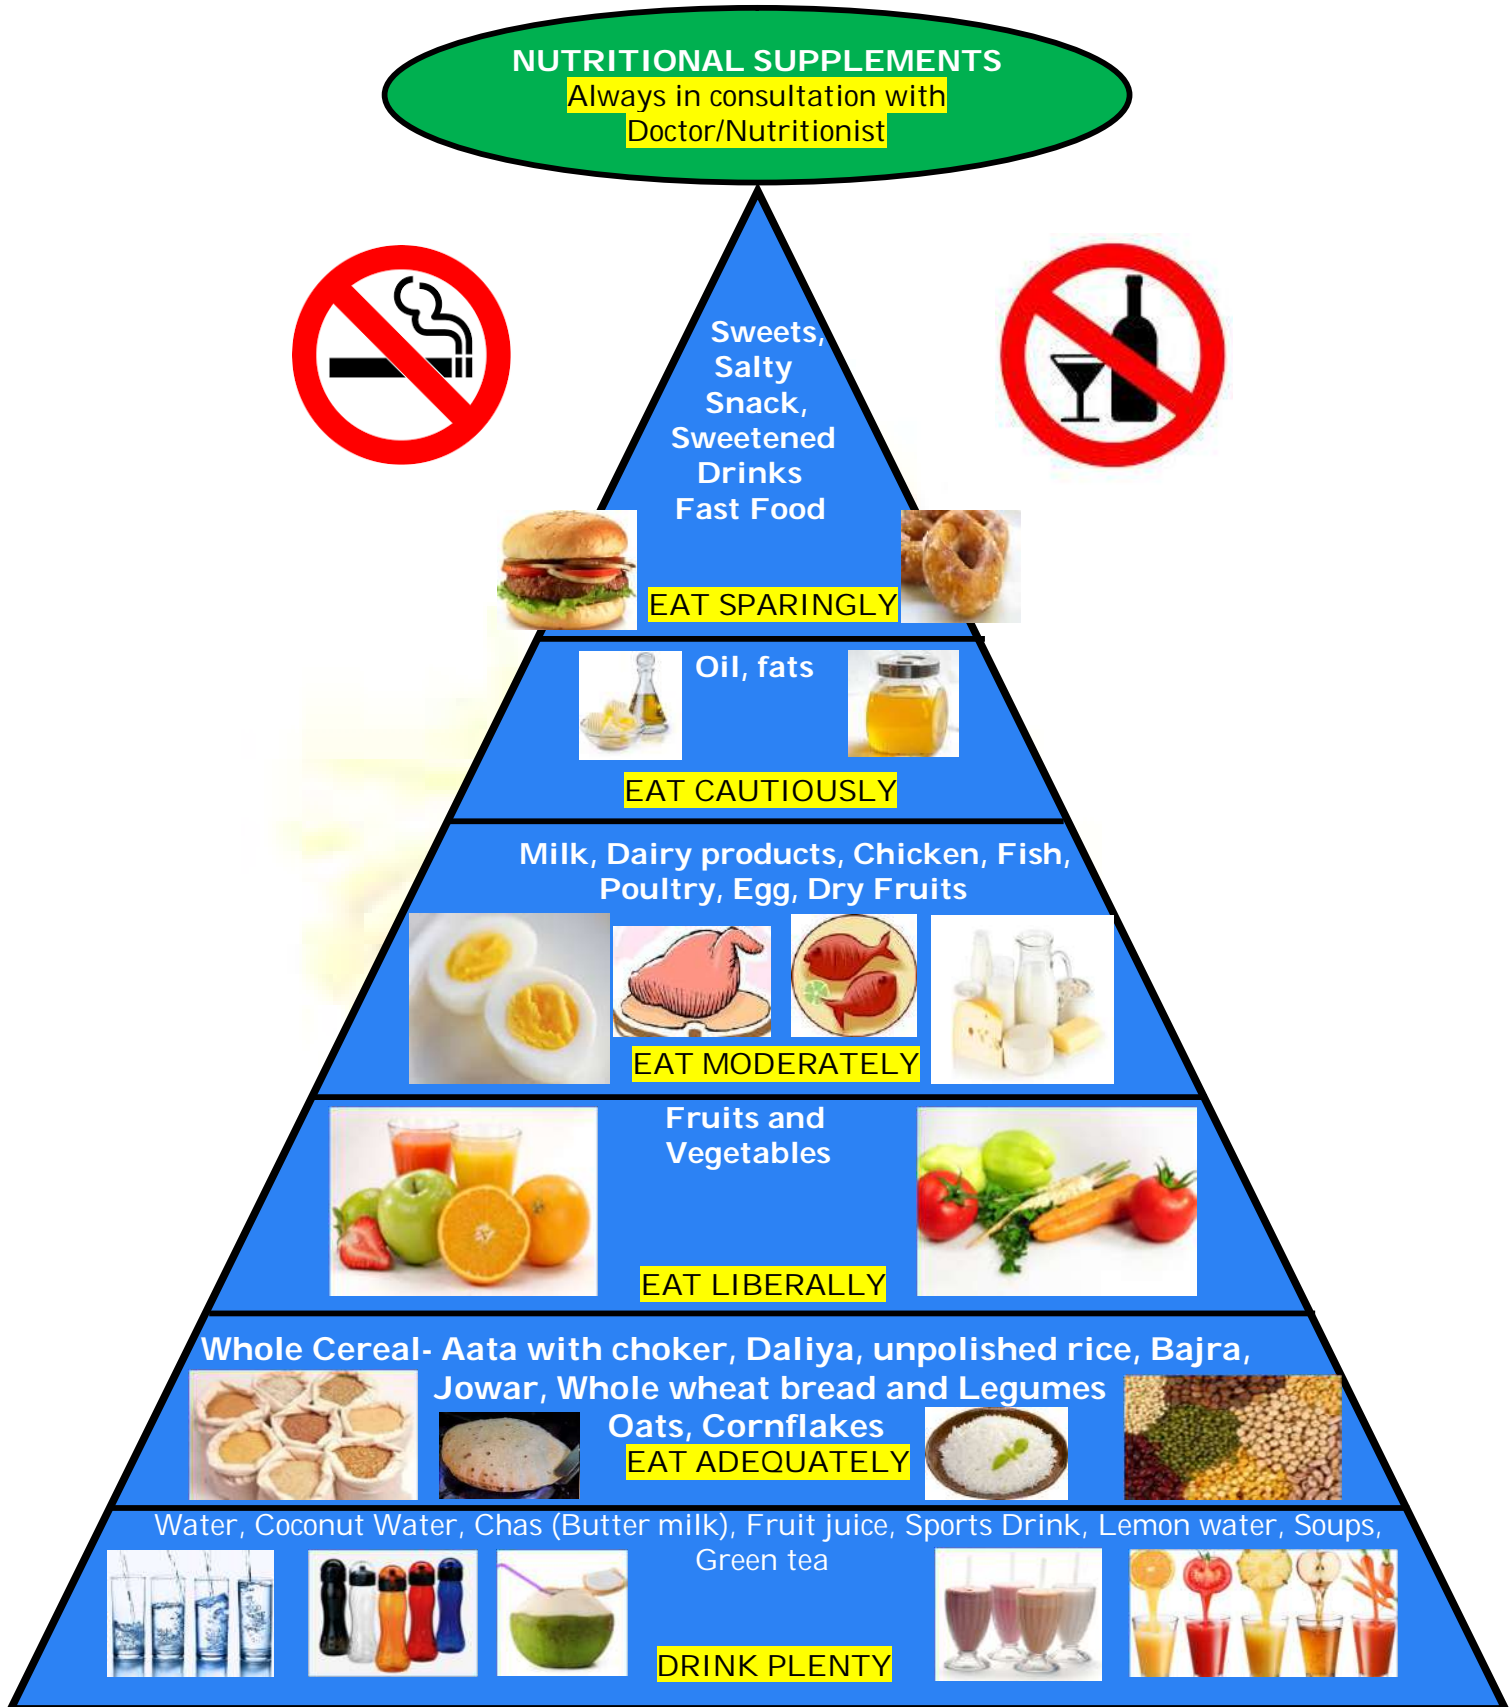 NUTRITIONAL SUPPLEMENTS
Always in consultation with
Doctor/Nutritionist
Sweets,
Salty
Snack,
Sweetened
Drinks
Fast Food
EAT SPARINGLY
Oil, fats
EAT CAUTIOUSLY
Milk, Dairy products, Chicken, Fish,
Poultry, Egg, Dry Fruits
EAT MODERATELY
Fruits and
Vegetables
EAT LIBERALLY
Whole Cereal- Aata with choker, Daliya, unpolished rice, Bajra,
Jowar, Whole wheat bread and Legumes
Oats, Cornflakes
EAT ADEQUATELY
Water, Coconut Water, Chas (Butter milk), Fruit juice, Sports Drink, Lemon water, Soups,
Green tea
DRINK PLENTY